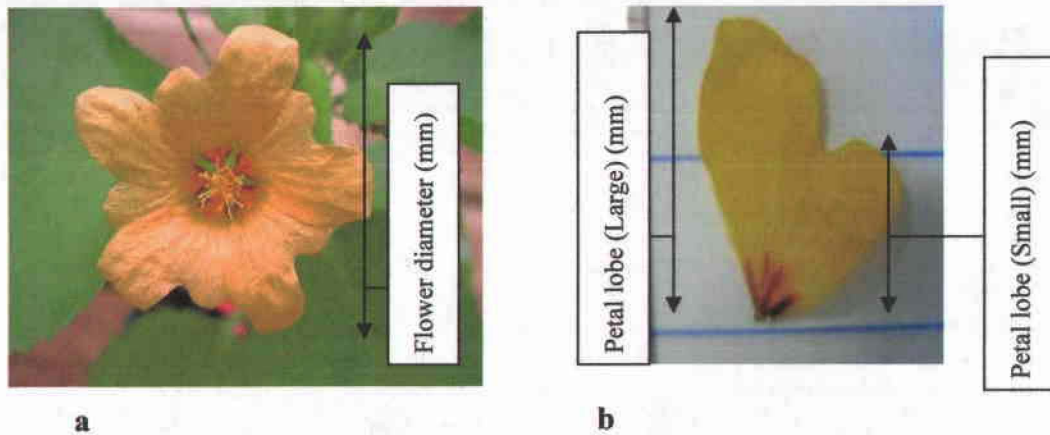 Flower diameter (mm)
Petal lobe (Large) (mm)
Petal lobe (Small) (mm)
a
b